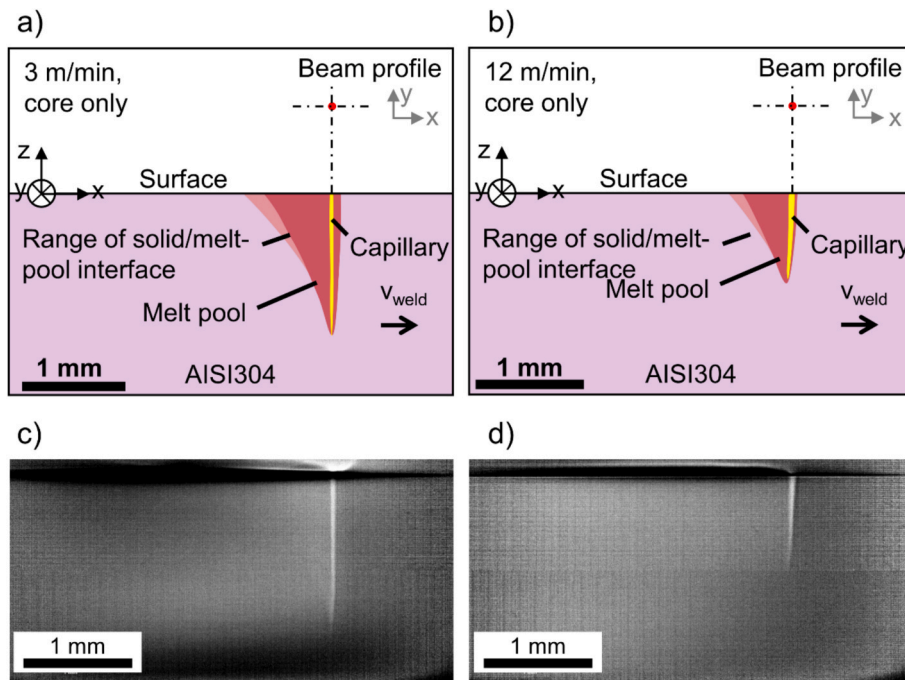 a)
3 m/min,
core only
Beam profile
y
x
z
y
x
Surface
Range of solid/melt-
pool interface
Capillary
Melt pool
vweld
1 mm
AISI304
b)
12 m/min,
core only
Beam profile
y
x
z
y
x
Surface
Range of solid/melt-
pool interface
Capillary
Melt pool
vweld
1 mm
AISI304
c)
1 mm
d)
1 mm